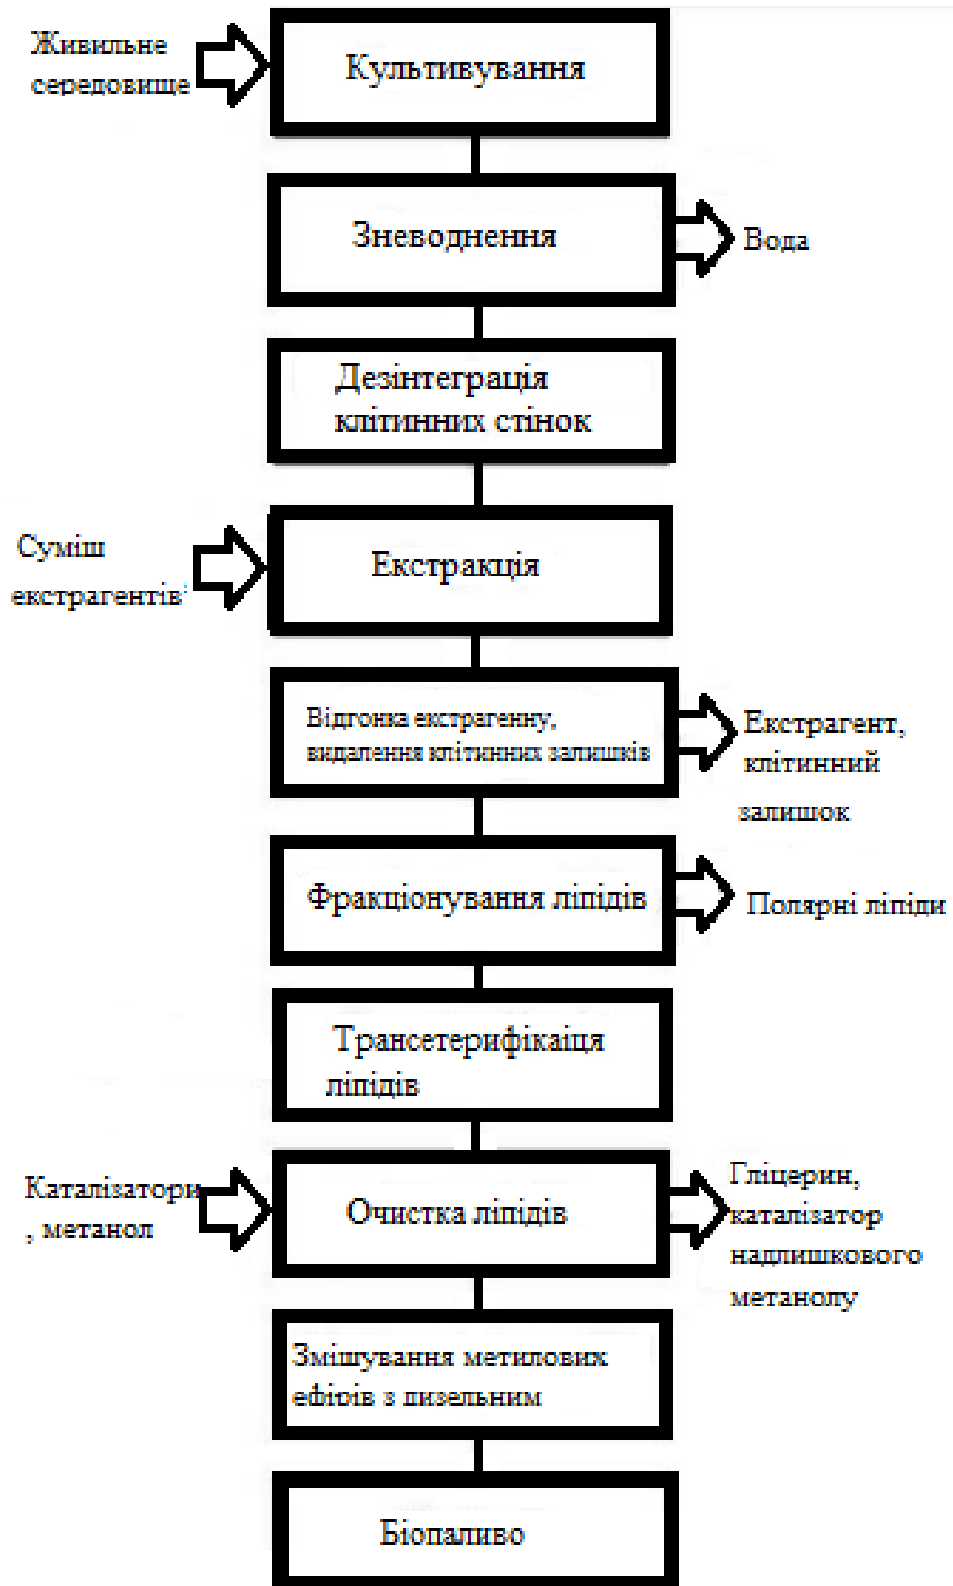 Живильне
середовище
Культивування
Зневоднення
Вода
Дезінтеграція
клітинних стінок
Суміш
екстрагентів
Екстракція
Відгонка екстрагенну,
видалення клітинних залишків
Екстрагент,
клітинний
залишок
Фракціонування ліпідів
Полярні ліпіди
Трансетерифікаіця
ліпідів
Каталізатори
, метанол
Очистка ліпідів
Гліцерин,
каталізатор
надлишкового
метанолу
Змішування метилових
ефірів з дизельним
Біопаливо